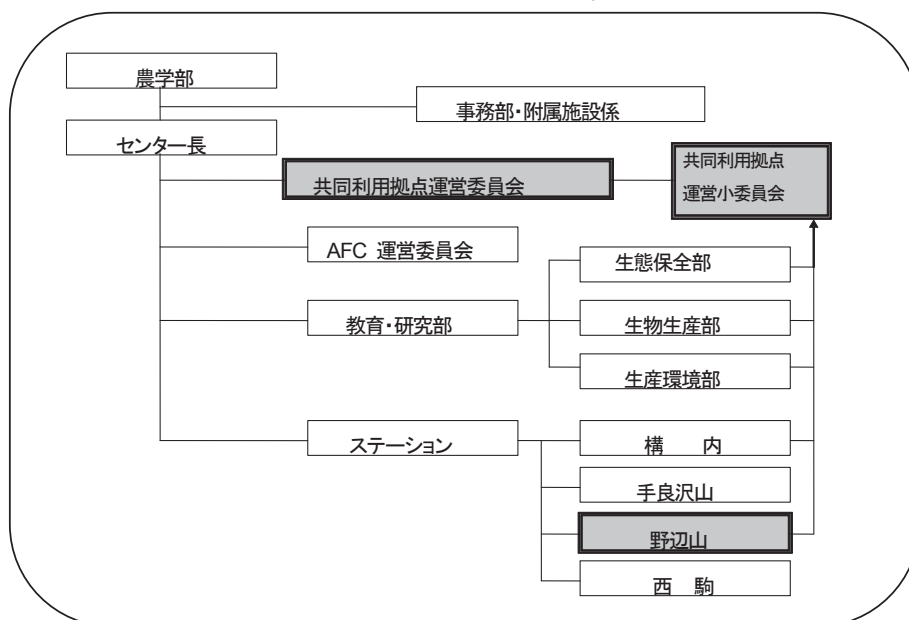 農学部
事務部・附属施設係
センター長
共同利用拠点運営委員会
共同利用拠点
運営小委員会
AFC 運営委員会
生態保全部
教育・研究部
生物生産部
生産環境部
ステーション
構　内
手良沢山
野辺山
西　駒